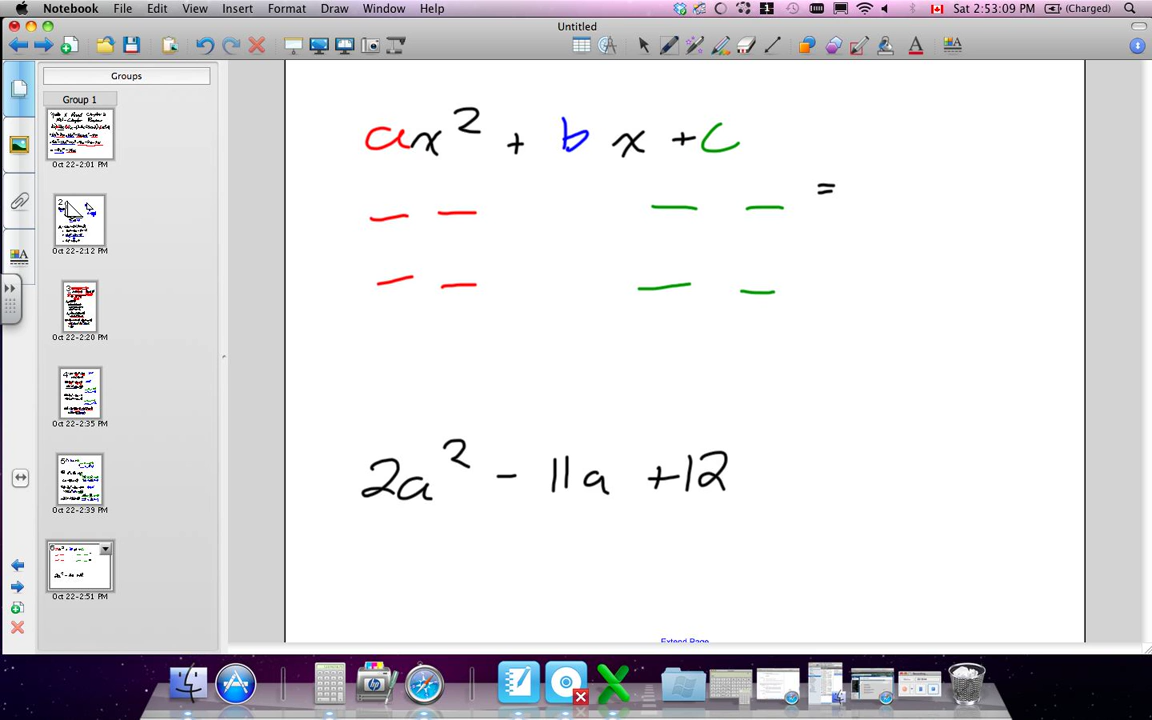 Notebook File Edit View Insert Format Draw Window Help Sat 2:53:09 PM (Charged)
Untitled
Groups
Group 1
Oct 22-2:01 PM
Oct 22-2:12 PM
Oct 22-2:20 PM
Oct 22-2:35 PM
Oct 22-2:39 PM
Oct 22-2:51 PM
ax² + bx + c
=
2a² - 11a + 12
Extend Page